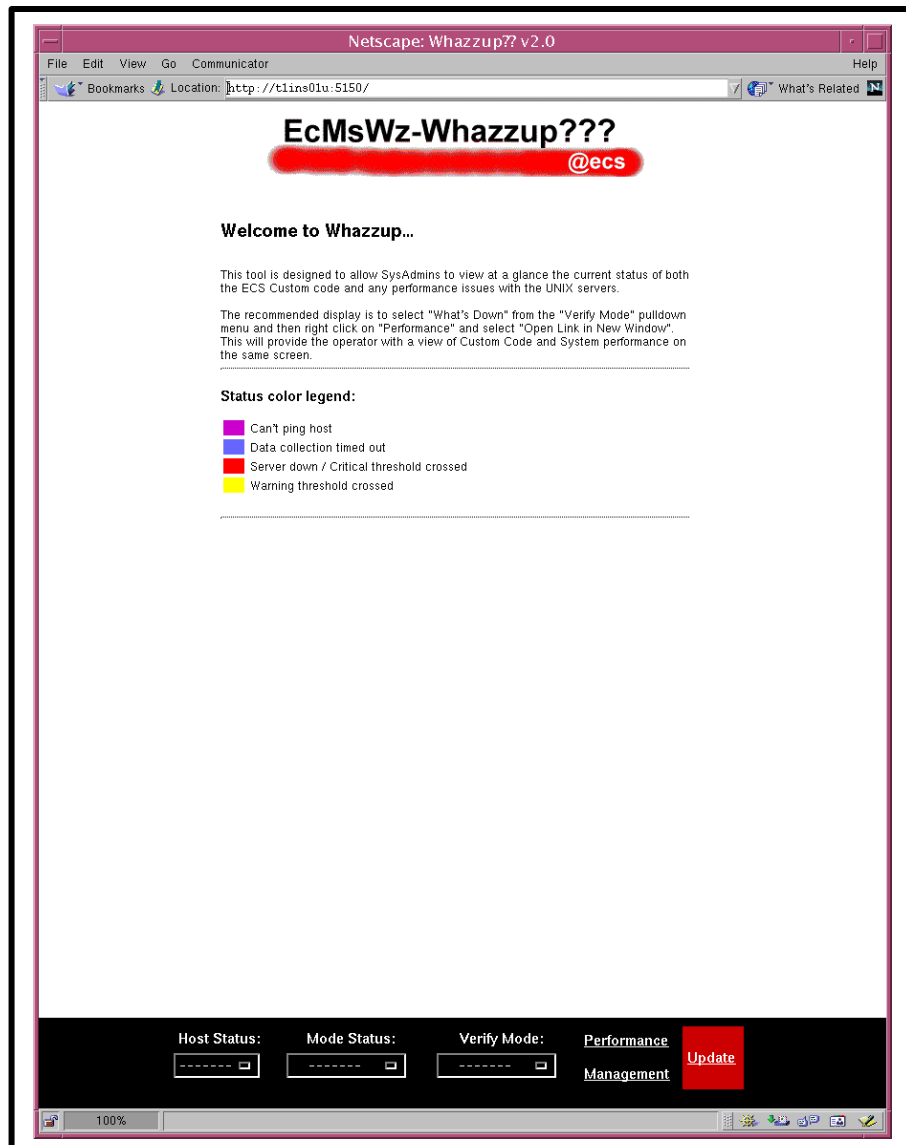 Netscape: Whazzup?? v2.0
File Edit View Go Communicator Help
Bookmarks Location: http://t1ins01u:5150/ What's Related N
EcMsWz-Whazzup???
@ecs
Welcome to Whazzup...
This tool is designed to allow SysAdmins to view at a glance the current status of both
the ECS Custom code and any performance issues with the UNIX servers.
The recommended display is to select "What's Down" from the "Verify Mode" pulldown
menu and then right click on "Performance" and select "Open Link in New Window".
This will provide the operator with a view of Custom Code and System performance on
the same screen.
Status color legend:
Can't ping host
Data collection timed out
Server down / Critical threshold crossed
Warning threshold crossed
Host Status: Mode Status: Verify Mode: Performance
------- ------- ------- Update
Management
100%